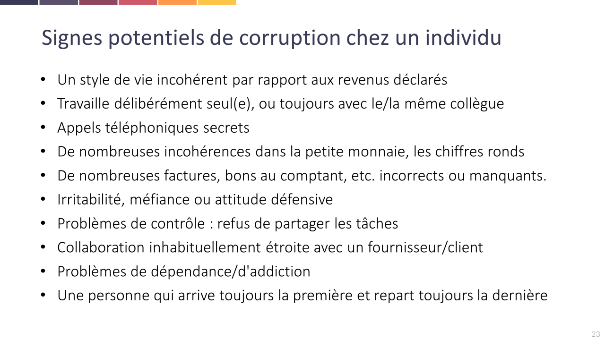 Signes potentiels de corruption chez un individu
• Un style de vie incohérent par rapport aux revenus déclarés
• Travaille délibérément seul(e), ou toujours avec le/la même collègue
• Appels téléphoniques secrets
• De nombreuses incohérences dans la petite monnaie, les chiffres ronds
• De nombreuses factures, bons au comptant, etc. incorrects ou manquants.
• Irritabilité, méfiance ou attitude défensive
• Problèmes de contrôle : refus de partager les tâches
• Collaboration inhabituellement étroite avec un fournisseur/client
• Problèmes de dépendance/d'addiction
• Une personne qui arrive toujours la première et repart toujours la dernière
23